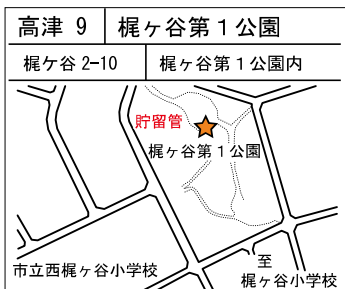 高津 9 梶ヶ谷第１公園
梶ケ谷 2-10 梶ヶ谷第１公園内
貯留管
梶ヶ谷第１公園
市立西梶ヶ谷小学校
至
梶ヶ谷小学校